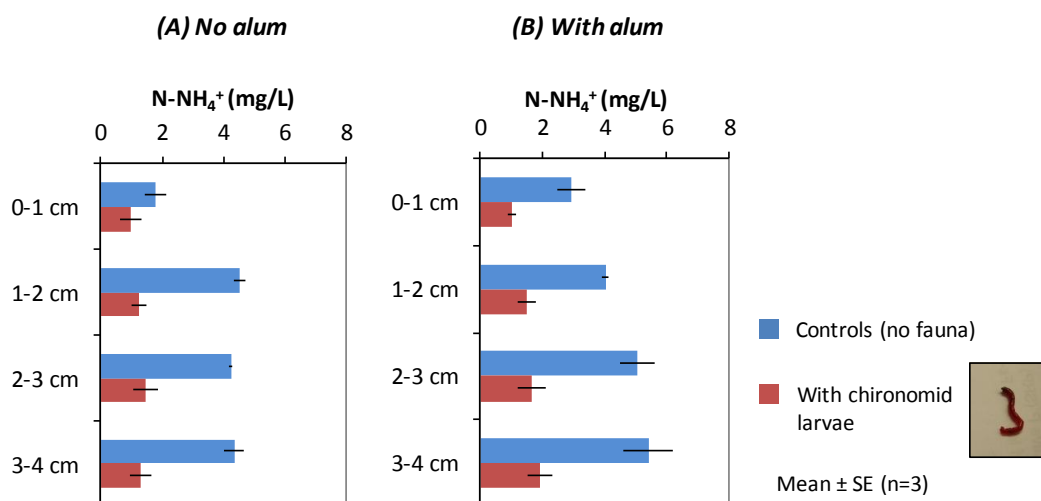 (A) No alum
N-NH₄⁺ (mg/L)
0 2 4 6 8
0-1 cm
1-2 cm
2-3 cm
3-4 cm
(B) With alum
N-NH₄⁺ (mg/L)
0 2 4 6 8
0-1 cm
1-2 cm
2-3 cm
3-4 cm
Controls (no fauna)
With chironomid
larvae
Mean ± SE (n=3)